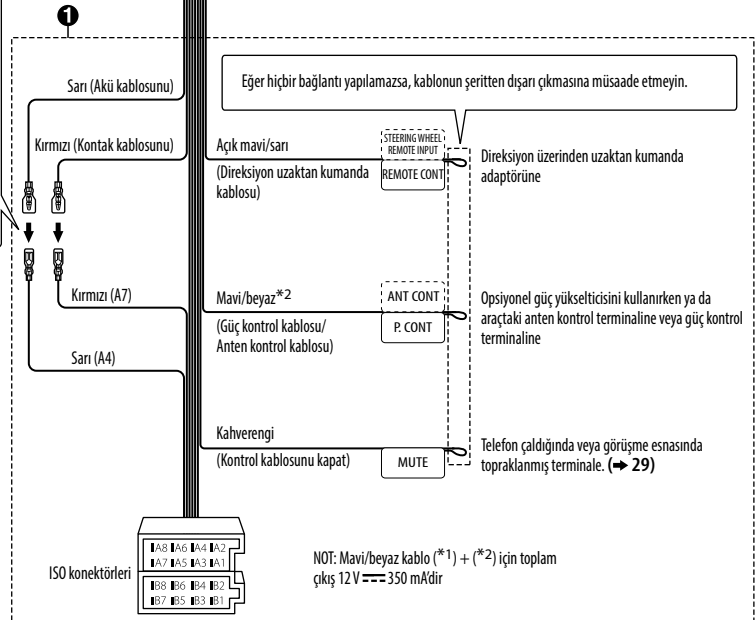 1
Sarı (Akü kablosunu)
Eğer hiçbir bağlantı yapılamazsa, kablonun şeritten dışarı çıkmasına müsaade etmeyin.
Kırmızı (Kontak kablosunu)
Açık mavi/sarı
(Direksiyon uzaktan kumanda
kablosu)
STEERING WHEEL
REMOTE INPUT
REMOTE CONT
Direksiyon üzerinden uzaktan kumanda
adaptörüne
Kırmızı (A7)
Sarı (A4)
Mavi/beyaz*2
(Güç kontrol kablosu/
Anten kontrol kablosu)
ANT CONT
P. CONT
Opsiyonel güç yükselticisini kullanırken ya da
araçtaki anten kontrol terminaline veya güç kontrol
terminaline
Kahverengi
(Kontrol kablosunu kapat)
MUTE
Telefon çaldığında veya görüşme esnasında
topraklanmış terminale. (➜ 29)
ISO konektörleri
A8 A6 A4 A2
A7 A5 A3 A1
B8 B6 B4 B2
B7 B5 B3 B1
NOT: Mavi/beyaz kablo (*1) + (*2) için toplam
çıkış 12 V ⎓ 350 mA'dir